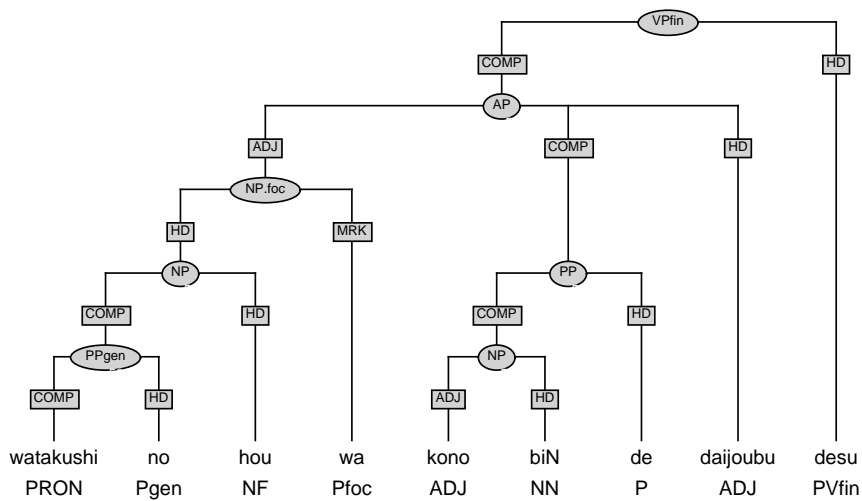 VPfin
COMP HD
AP
ADJ COMP HD
NP.foc
HD MRK
NP PP
COMP HD COMP HD
PPgen NP
COMP HD ADJ HD
watakushi no hou wa kono biN de daijoubu desu
PRON Pgen NF Pfoc ADJ NN P ADJ PVfin